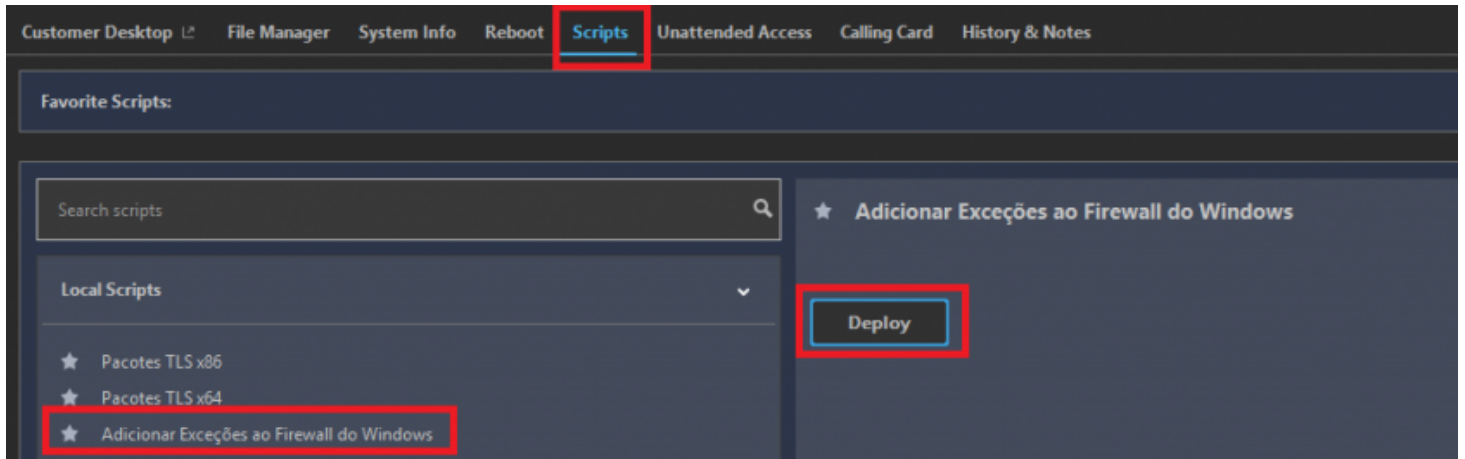 Customer Desktop File Manager System Info Reboot Scripts Unattended Access Calling Card History & Notes
Favorite Scripts:
Search scripts
Local Scripts
Pacotes TLS x86
Pacotes TLS x64
Adicionar Exceções ao Firewall do Windows
Adicionar Exceções ao Firewall do Windows
Deploy